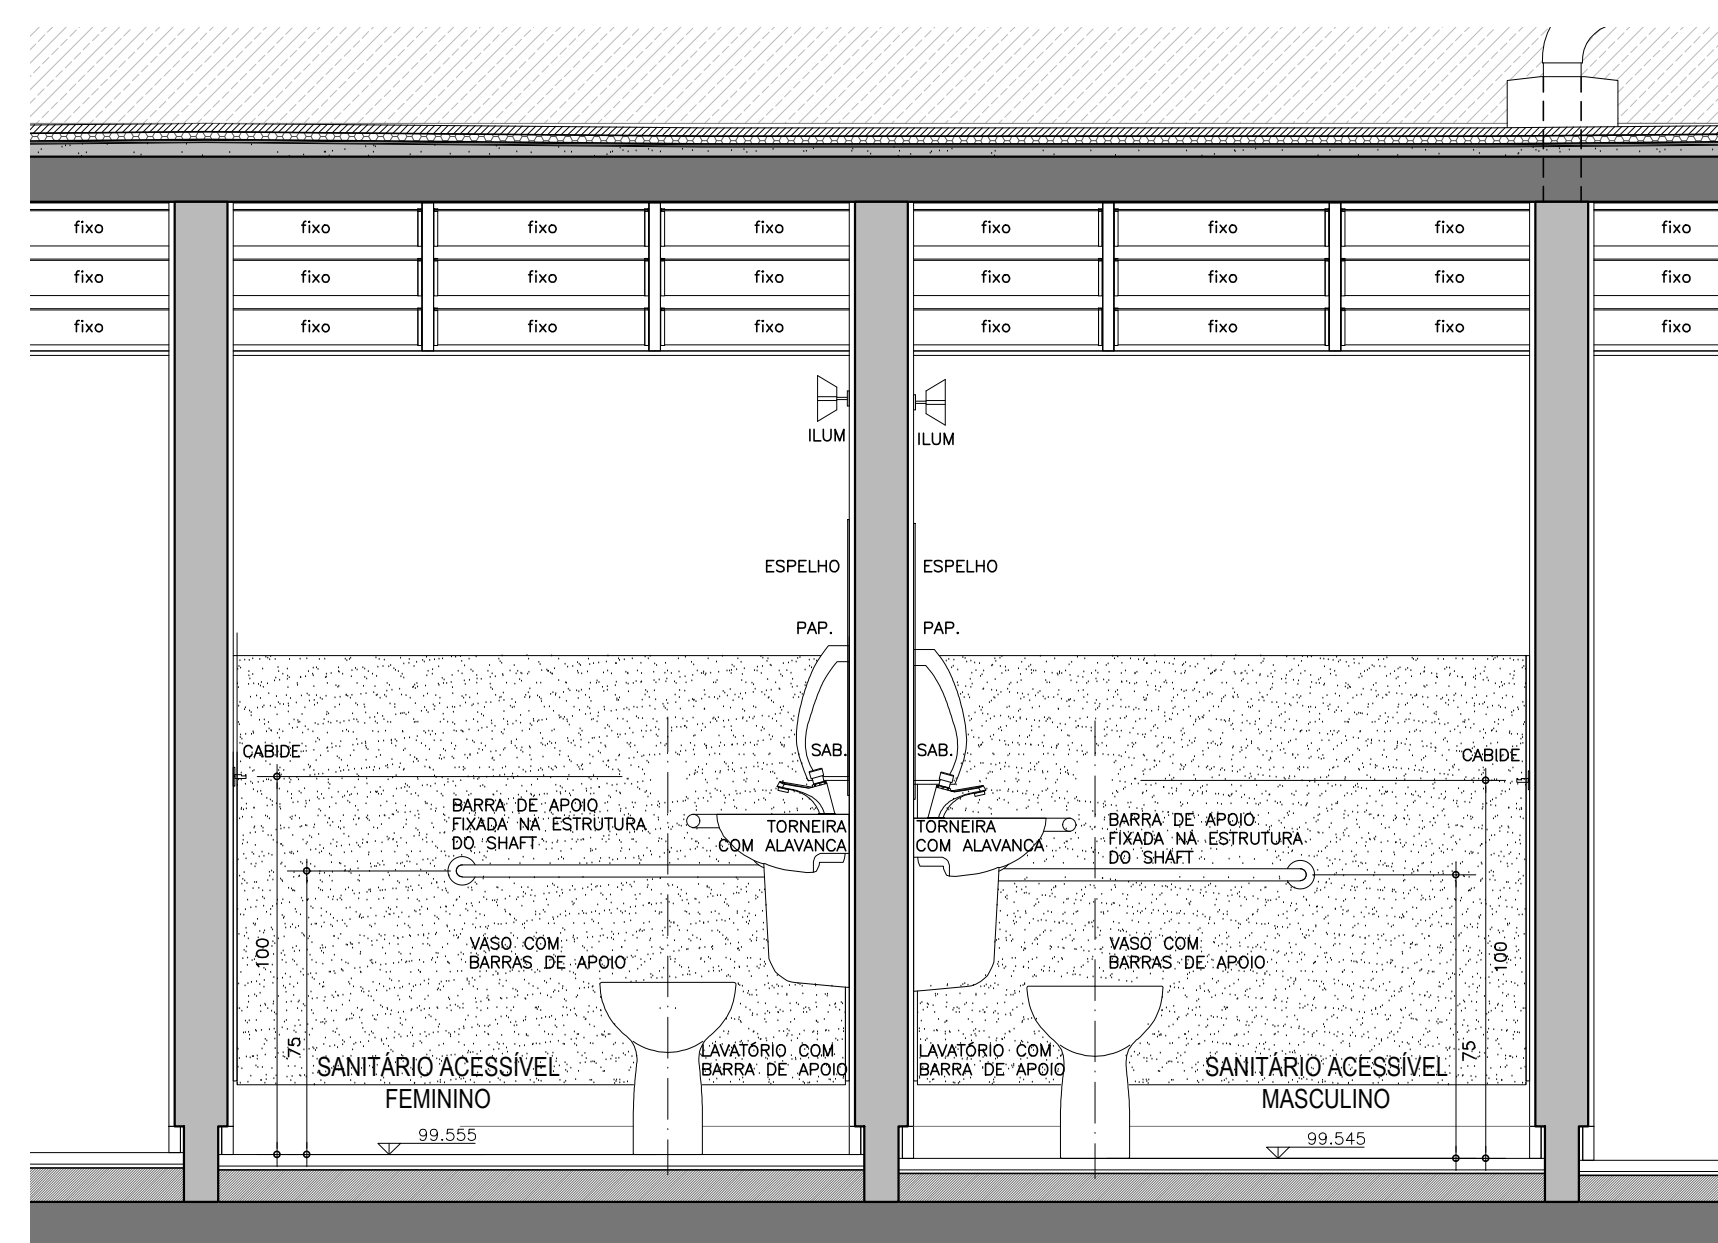 fixo fixo fixo fixo fixo fixo fixo fixo
fixo fixo fixo fixo fixo fixo fixo fixo
fixo fixo fixo fixo fixo fixo fixo fixo
ILUM
ILUM
ESPELHO
ESPELHO
PAP.
PAP.
CABIDE
SAB.
SAB.
CABIDE
BARRA DE APOIO
FIXADA NA ESTRUTURA
DO SHAFT
TORNEIRA
COM ALAVANCA
TORNEIRA
COM ALAVANCA
BARRA DE APOIO
FIXADA NA ESTRUTURA
DO SHAFT
100
75
VASO COM
BARRAS DE APOIO
VASO COM
BARRAS DE APOIO
100
75
SANITÁRIO ACESSÍVEL
FEMININO
LAVATÓRIO COM
BARRA DE APOIO
LAVATÓRIO COM
BARRA DE APOIO
SANITÁRIO ACESSÍVEL
MASCULINO
99.555
99.545